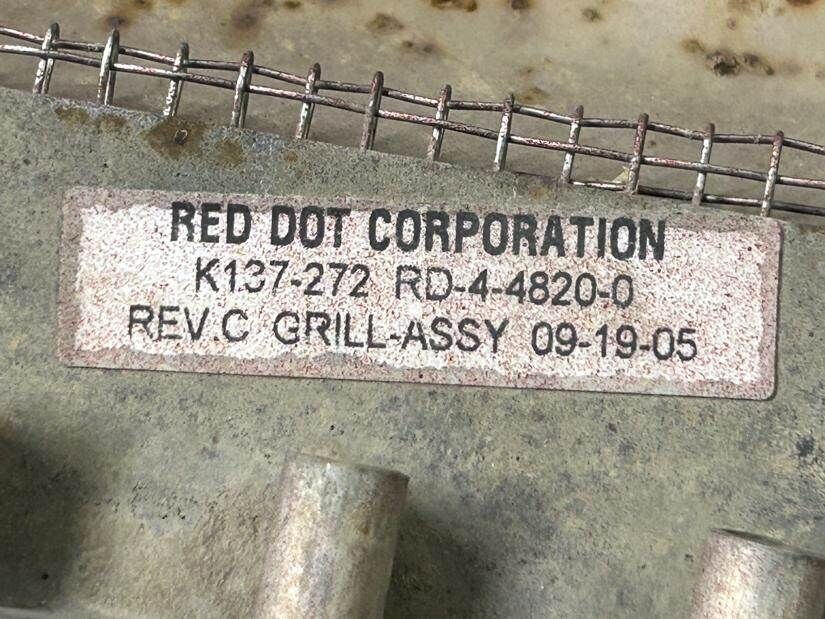 RED DOT CORPORATION
K137-272 RD-4-4820-0
REV.C GRILL-ASSY 09-19-05